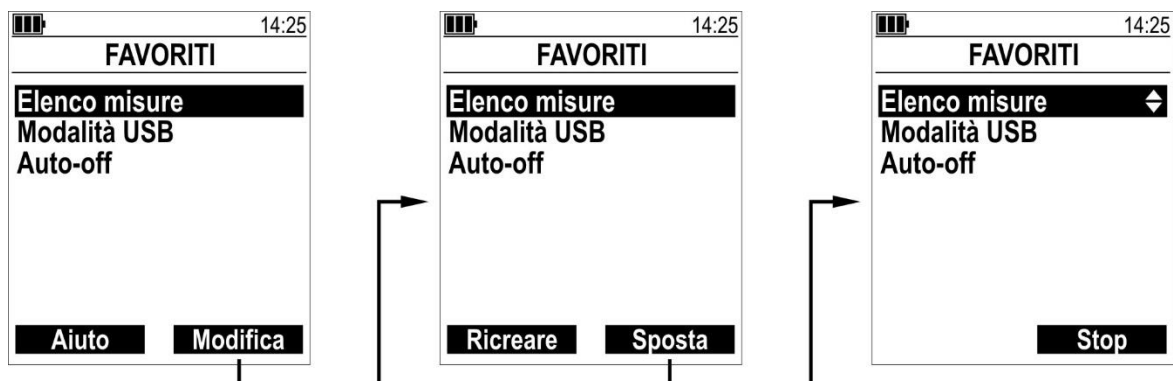 14:25
FAVORITI
Elenco misure
Modalità USB
Auto-off
Aiuto Modifica
14:25
FAVORITI
Elenco misure
Modalità USB
Auto-off
Ricreare Sposta
14:25
FAVORITI
Elenco misure
Modalità USB
Auto-off
Stop